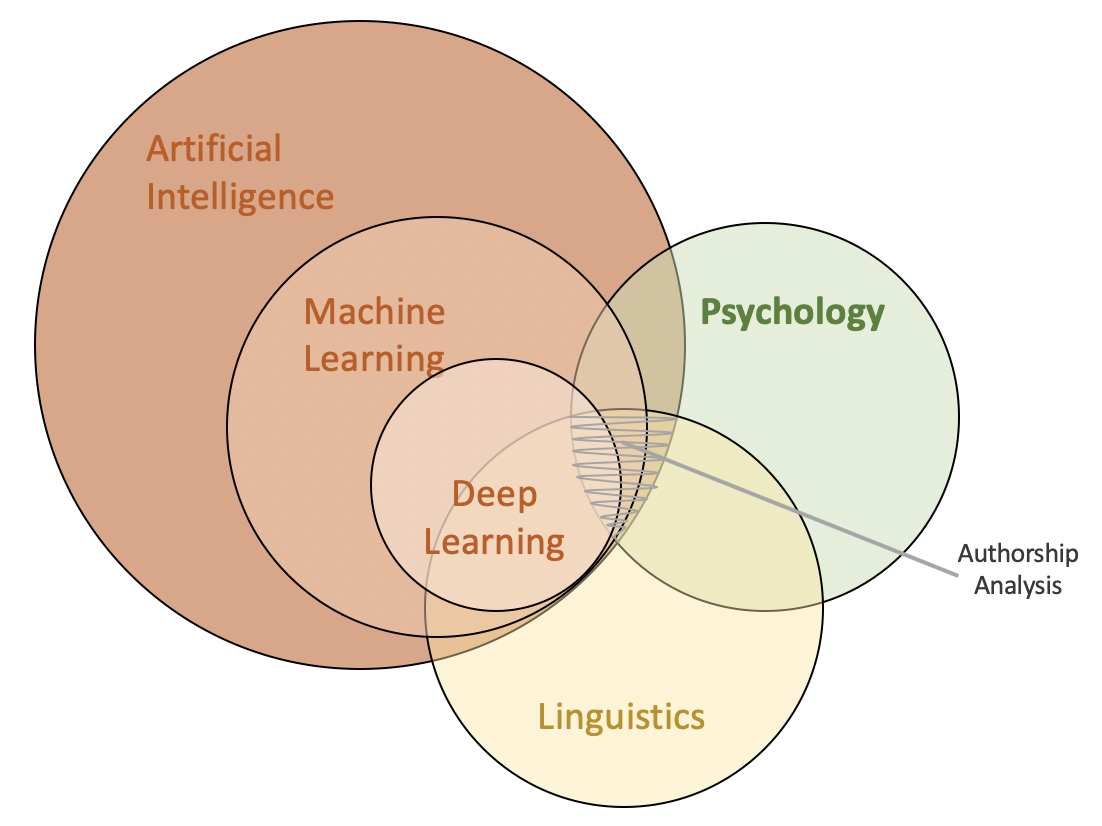 Artificial
Intelligence
Machine
Learning
Psychology
Deep
Learning
Authorship
Analysis
Linguistics